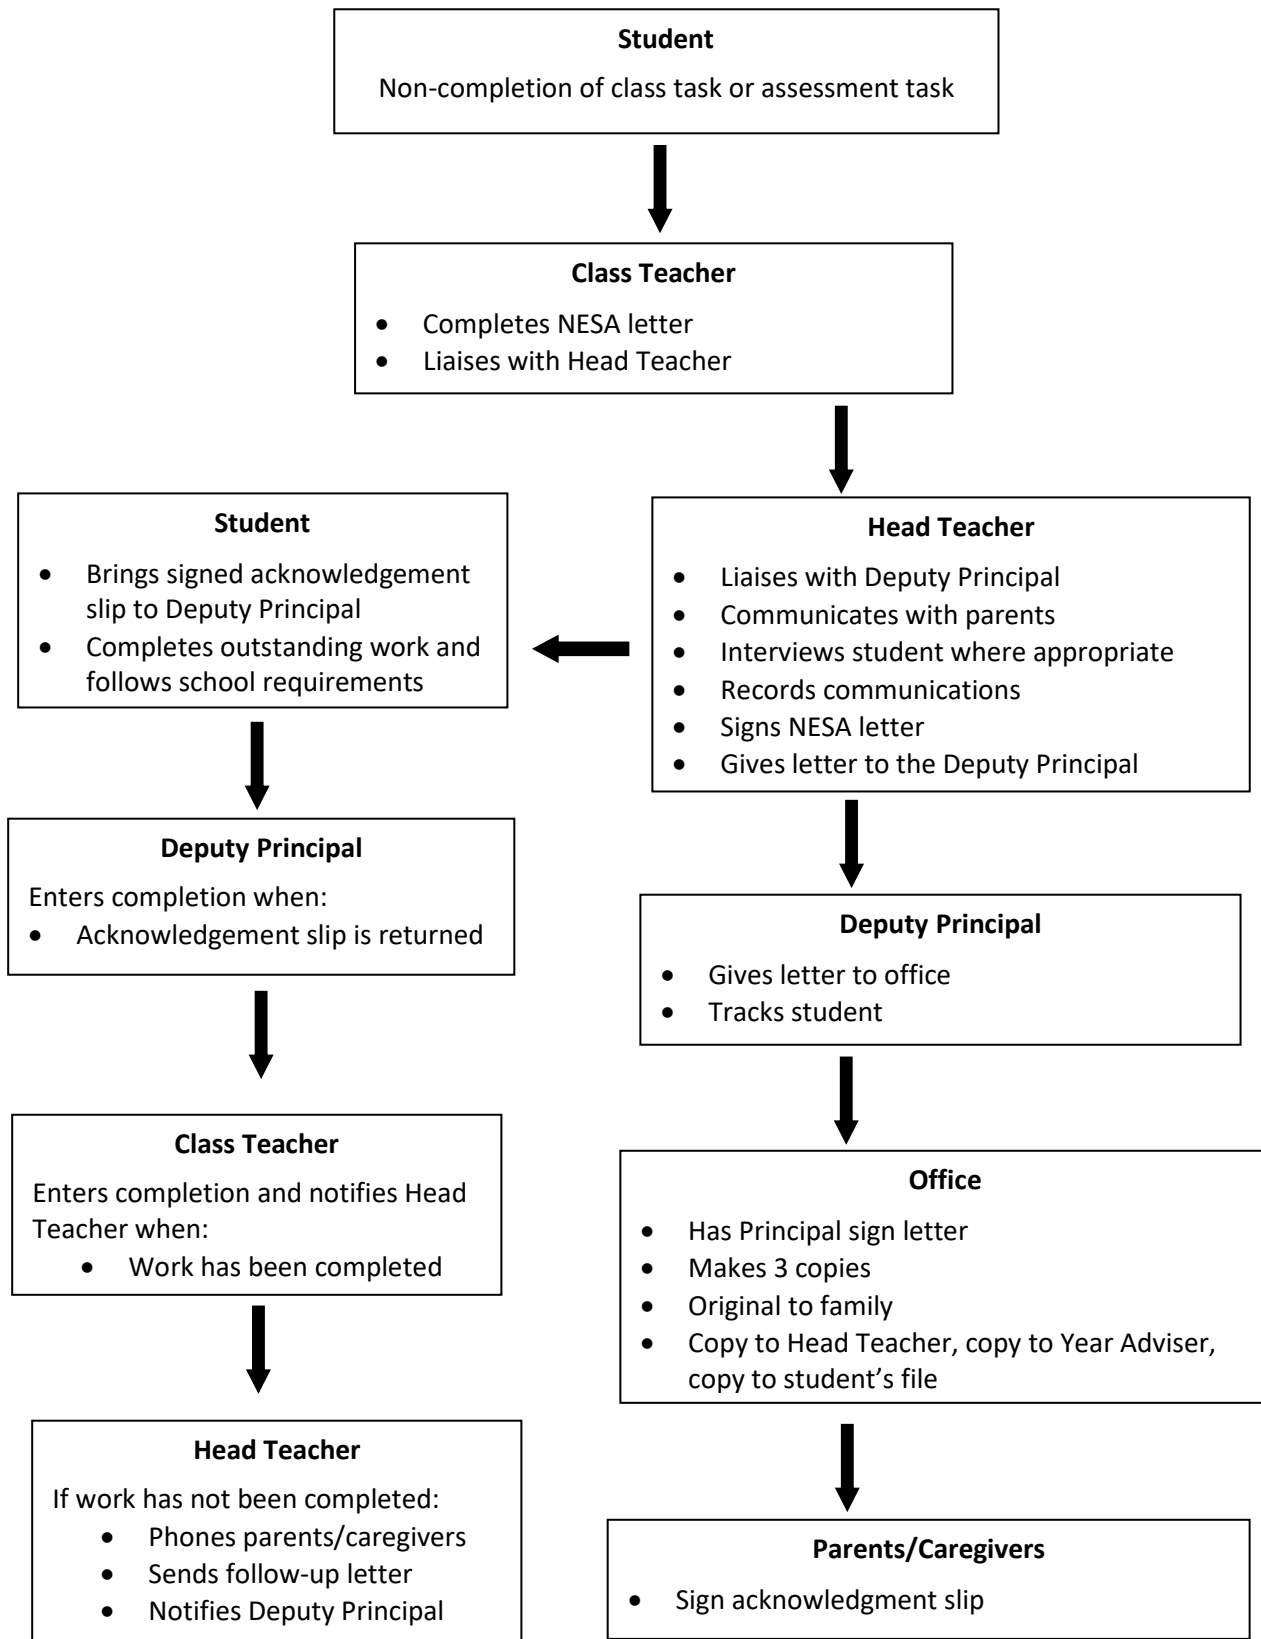 Student
Non-completion of class task or assessment task
Class Teacher
• Completes NESA letter
• Liaises with Head Teacher
Head Teacher
• Liaises with Deputy Principal
• Communicates with parents
• Interviews student where appropriate
• Records communications
• Signs NESA letter
• Gives letter to the Deputy Principal
Student
• Brings signed acknowledgement
slip to Deputy Principal
• Completes outstanding work and
follows school requirements
Deputy Principal
Enters completion when:
• Acknowledgement slip is returned
Class Teacher
Enters completion and notifies Head
Teacher when:
• Work has been completed
Head Teacher
If work has not been completed:
• Phones parents/caregivers
• Sends follow-up letter
• Notifies Deputy Principal
Deputy Principal
• Gives letter to office
• Tracks student
Office
• Has Principal sign letter
• Makes 3 copies
• Original to family
• Copy to Head Teacher, copy to Year Adviser,
copy to student’s file
Parents/Caregivers
• Sign acknowledgment slip